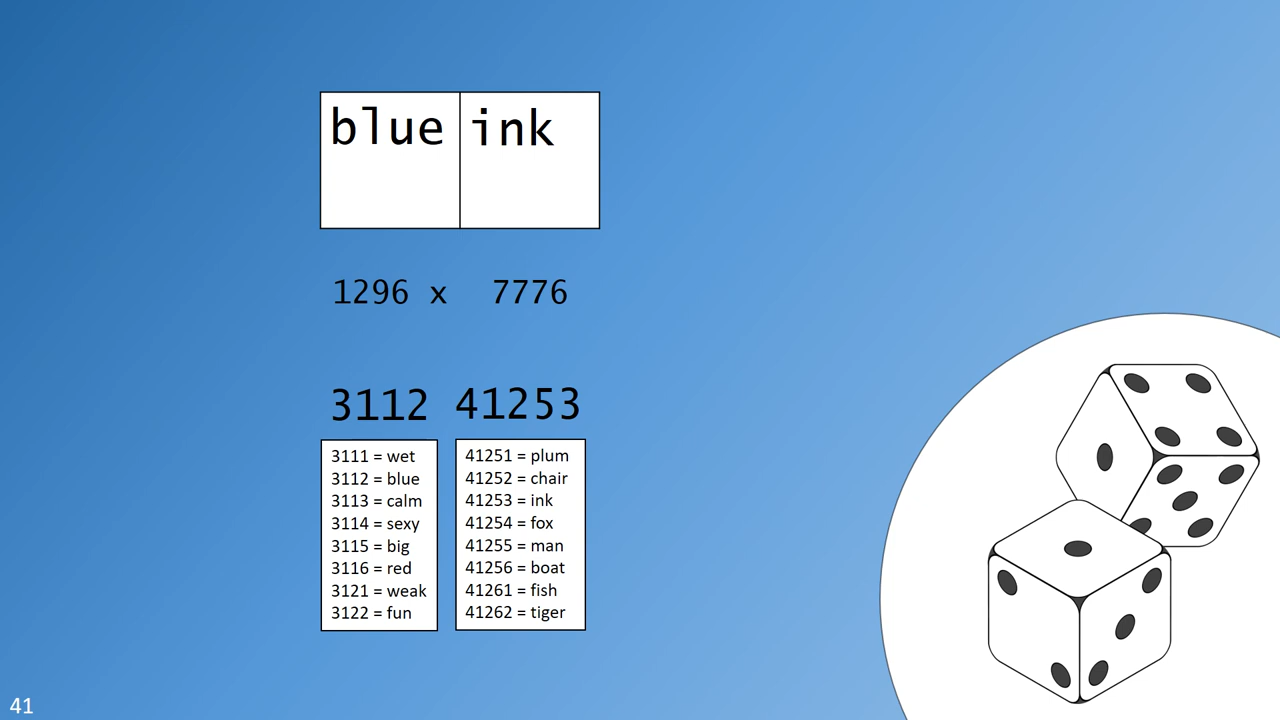 blue ink
1296 x 7776
3112 41253
3111 = wet
3112 = blue
3113 = calm
3114 = sexy
3115 = big
3116 = red
3121 = weak
3122 = fun
41251 = plum
41252 = chair
41253 = ink
41254 = fox
41255 = man
41256 = boat
41261 = fish
41262 = tiger
41